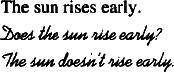 The sun rises early.
Does the sun rise early?
The sun doesn't rise early.